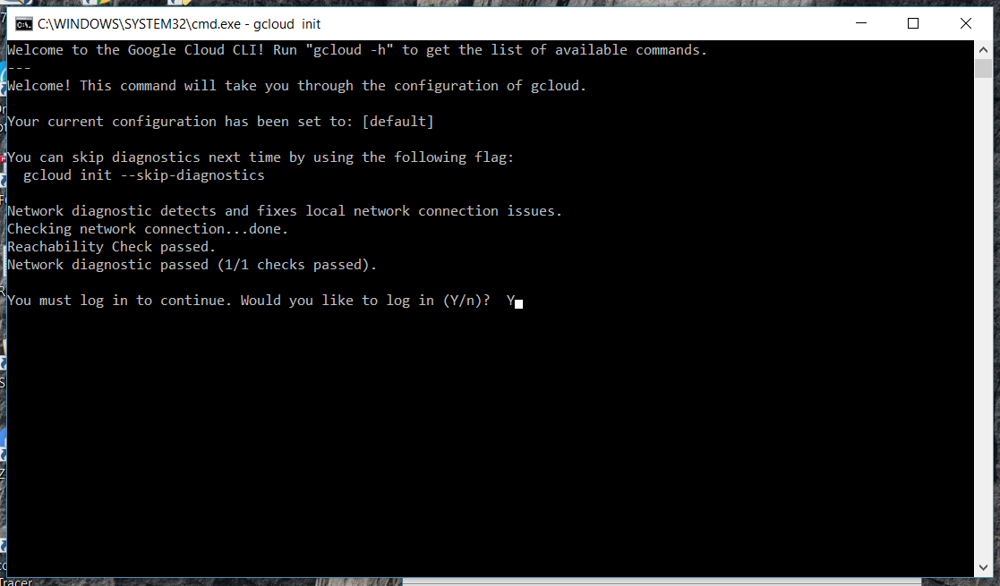 C:\WINDOWS\SYSTEM32\cmd.exe - gcloud  init
Welcome to the Google Cloud CLI! Run "gcloud -h" to get the list of available commands.
---
Welcome! This command will take you through the configuration of gcloud.
Your current configuration has been set to: [default]
You can skip diagnostics next time by using the following flag:
  gcloud init --skip-diagnostics
Network diagnostic detects and fixes local network connection issues.
Checking network connection...done.
Reachability Check passed.
Network diagnostic passed (1/1 checks passed).
You must log in to continue. Would you like to log in (Y/n)?  Y
Tracer